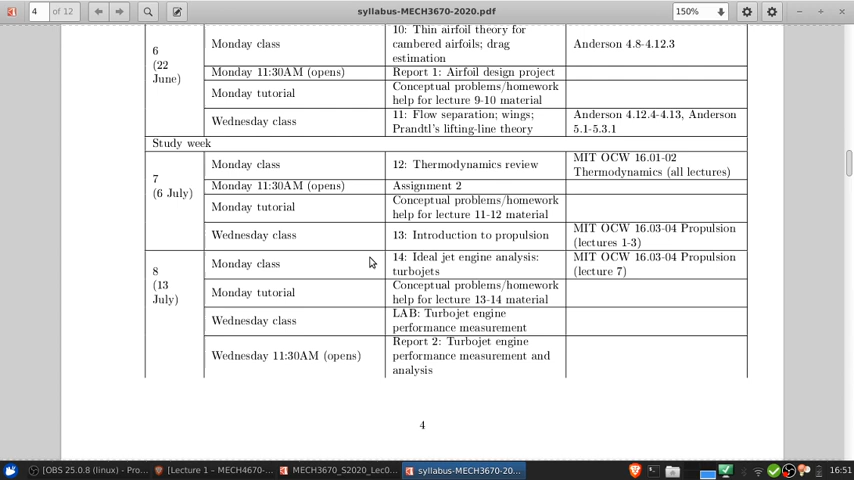 4 of 12
syllabus-MECH3670-2020.pdf
150%
6
(22
June)
Monday class
10: Thin airfoil theory for
cambered airfoils; drag
estimation
Anderson 4.8-4.12.3
Monday 11:30AM (opens)
Report 1: Airfoil design project
Monday tutorial
Conceptual problems/homework
help for lecture 9-10 material
Wednesday class
11: Flow separation; wings;
Prandtl's lifting-line theory
Anderson 4.12.4-4.13, Anderson
5.1-5.3.1
Study week
7
(6 July)
Monday class
12: Thermodynamics review
MIT OCW 16.01-02
Thermodynamics (all lectures)
Monday 11:30AM (opens)
Assignment 2
Monday tutorial
Conceptual problems/homework
help for lecture 11-12 material
Wednesday class
13: Introduction to propulsion
MIT OCW 16.03-04 Propulsion
(lectures 1-3)
8
(13
July)
Monday class
14: Ideal jet engine analysis:
turbojets
MIT OCW 16.03-04 Propulsion
(lecture 7)
Monday tutorial
Conceptual problems/homework
help for lecture 13-14 material
Wednesday class
LAB: Turbojet engine
performance measurement
Wednesday 11:30AM (opens)
Report 2: Turbojet engine
performance measurement and
analysis
4
[OBS 25.0.8 (linux) - Pro...
[Lecture 1 – MECH4670-...
MECH3670_S2020_Lec0...
syllabus-MECH3670-20...
16:51